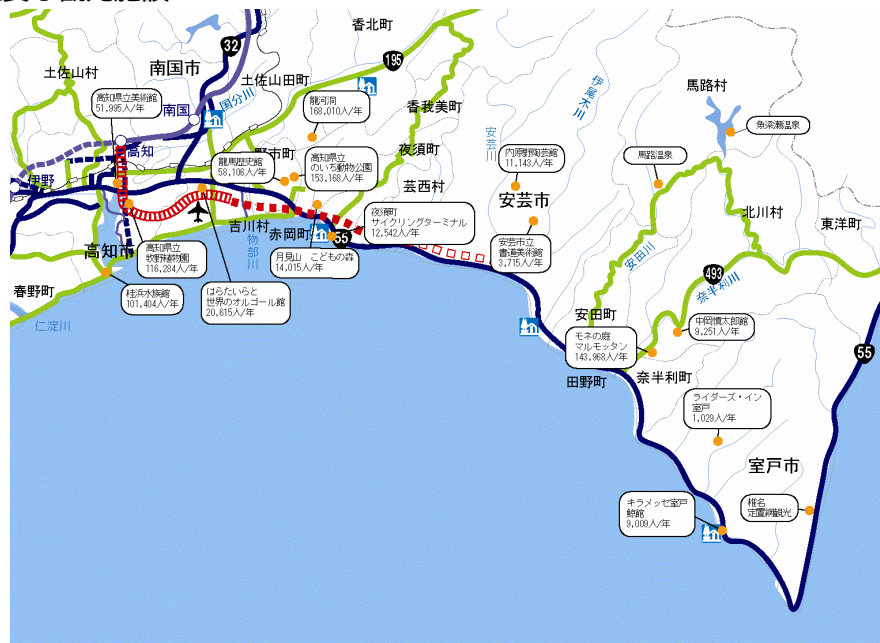 香北町
32
195
土佐山村
南国市
土佐山田町
高知県立美術館
51,995人/年
南国
国分川
龍河洞
168,010人/年
香我美町
伊尾木川
馬路村
魚梁瀬温泉
高知
龍馬歴史館
58,106人/年
野市町
高知県立
のいち動物公園
153,168人/年
夜須町
安芸川
内原野陶芸館
11,143人/年
馬路温泉
伊野
芸西村
安芸市
北川村
東洋町
吉川村
赤岡町
物部川
夜須町
サイクリングターミナル
12,542人/年
55
高知市
高知県立
牧野植物園
116,284人/年
月見山 こどもの森
14,015人/年
安芸市立
書道美術館
3,715人/年
安田川
493
奈半利川
春野町
桂浜水族館
101,404人/年
はらたいらと
世界のオルゴール館
20,615人/年
仁淀川
安田町
中岡慎太郎館
9,251人/年
モネの庭
マルモッタン
143,968人/年
55
田野町
奈半利町
ライダーズ・イン
室戸
1,029人/年
室戸市
キラメッセ室戸
鯨館
9,009人/年
椎名
定置網観光